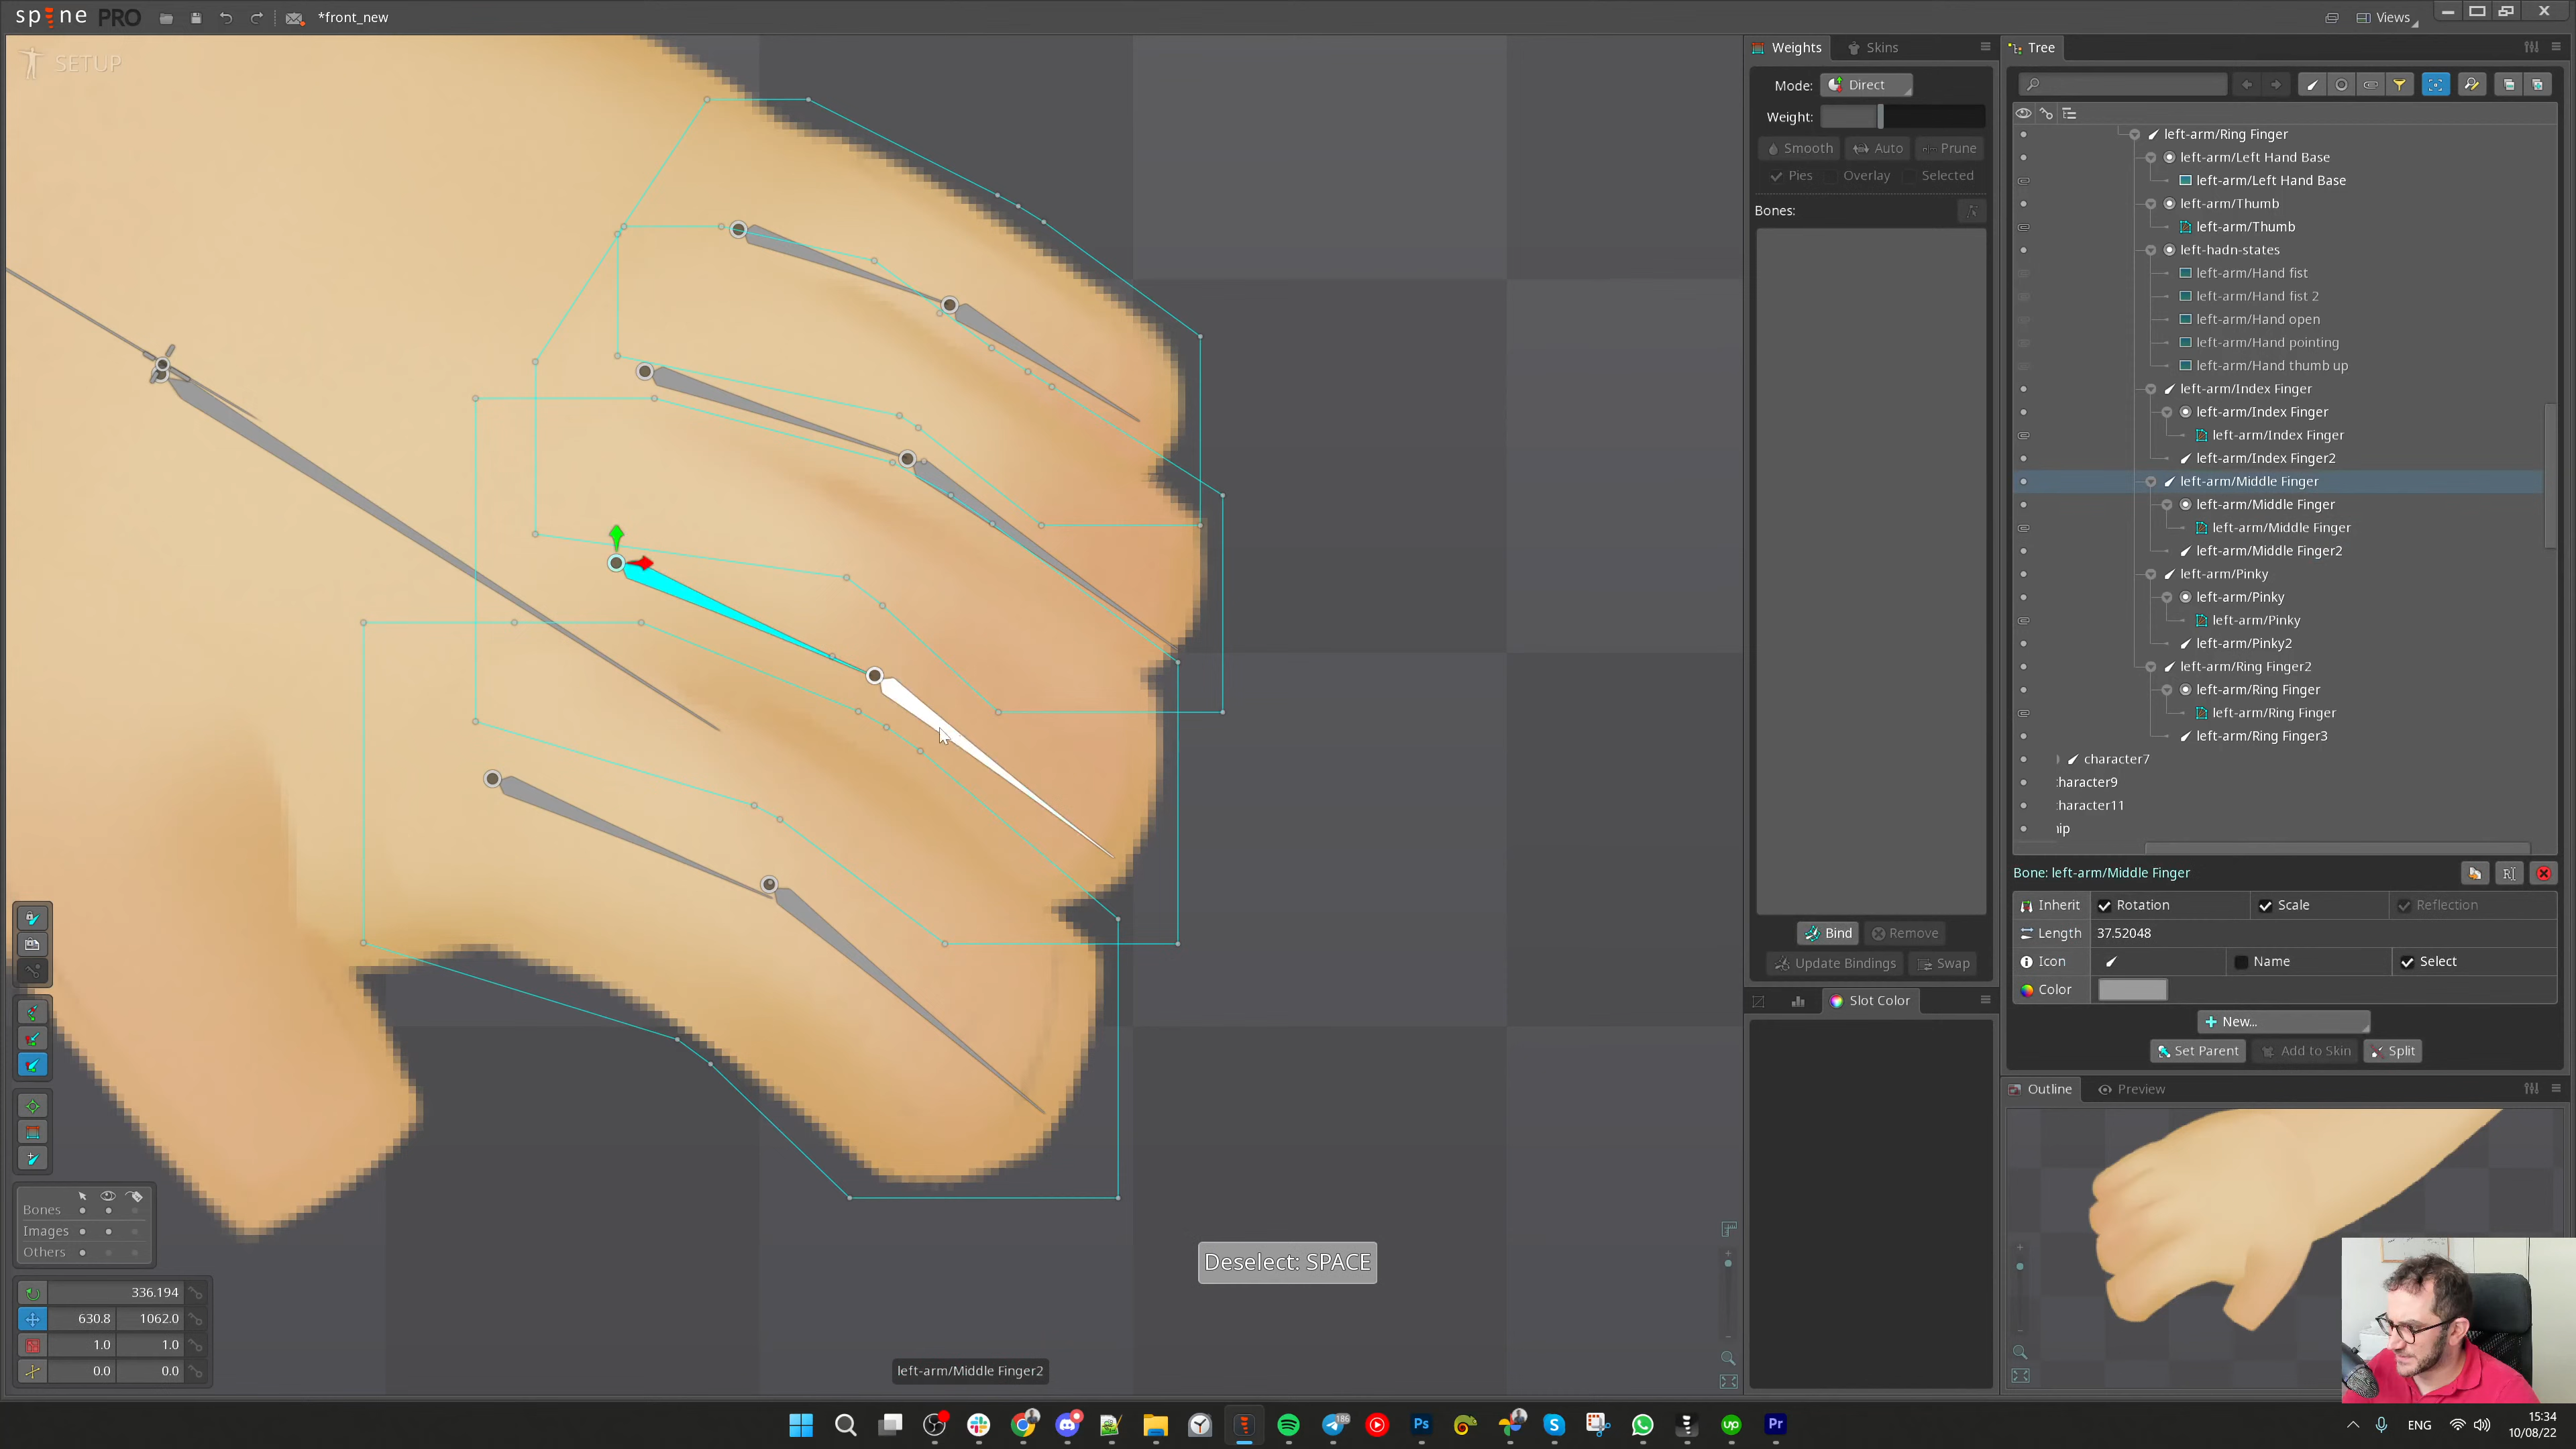 spine PRO
*front_new
Views
SETUP
Weights
Skins
Mode:
Direct
Weight:
Smooth
Auto
Prune
Pies
Overlay
Selected
Bones:
Bind
Remove
Update Bindings
Swap
Slot Color
Tree
left-arm/Ring Finger
left-arm/Left Hand Base
left-arm/Left Hand Base
left-arm/Thumb
left-arm/Thumb
left-hadn-states
left-arm/Hand fist
left-arm/Hand fist 2
left-arm/Hand open
left-arm/Hand pointing
left-arm/Hand thumb up
left-arm/Index Finger
left-arm/Index Finger
left-arm/Index Finger
left-arm/Index Finger2
left-arm/Middle Finger
left-arm/Middle Finger
left-arm/Middle Finger
left-arm/Middle Finger2
left-arm/Pinky
left-arm/Pinky
left-arm/Pinky
left-arm/Pinky2
left-arm/Ring Finger2
left-arm/Ring Finger
left-arm/Ring Finger
left-arm/Ring Finger3
character7
:haracter9
:haracter11
ip
Bone: left-arm/Middle Finger
Inherit
Rotation
Scale
Reflection
Length
37.52048
Icon
Name
Select
Color
New...
Set Parent
Add to Skin
Split
Outline
Preview
Bones
Images
Others
336.194
630.8 1062.0
1.0 1.0
0.0 0.0
Deselect: SPACE
left-arm/Middle Finger2
186
Ps
up
Pr
ENG
15:34
10/08/22